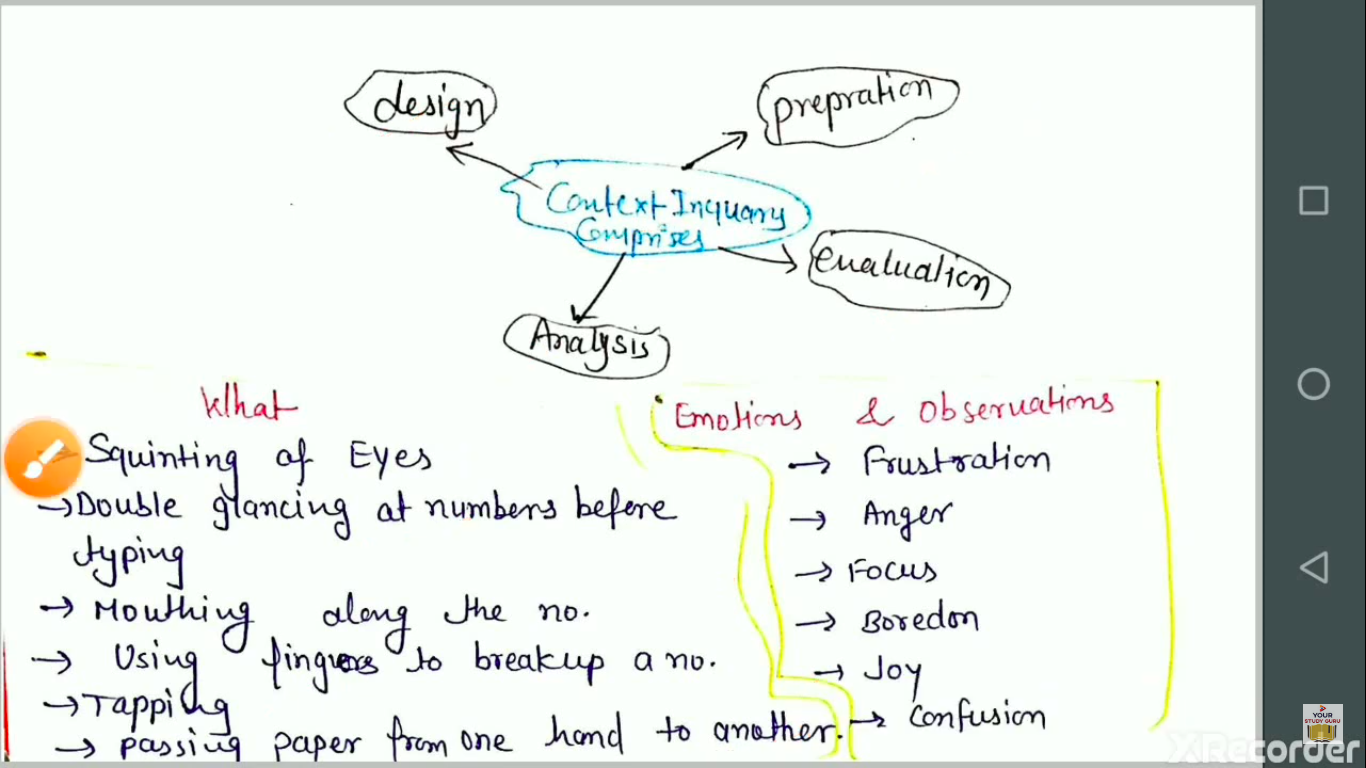 design
prepration
Context Inquary
Comprises
evaluation
Analysis
What
Squinting of Eyes
→ Double glancing at numbers before
typing
→ Mouthing along the no.
→ Using fingers to breakup a no.
→ Tapping
→ passing paper from one hand to another.
Emotions & Observations
→ Frustration
→ Anger
→ Focus
→ Boredon
→ Joy
→ Confusion
YOUR
STUDY GURU
XRecorder